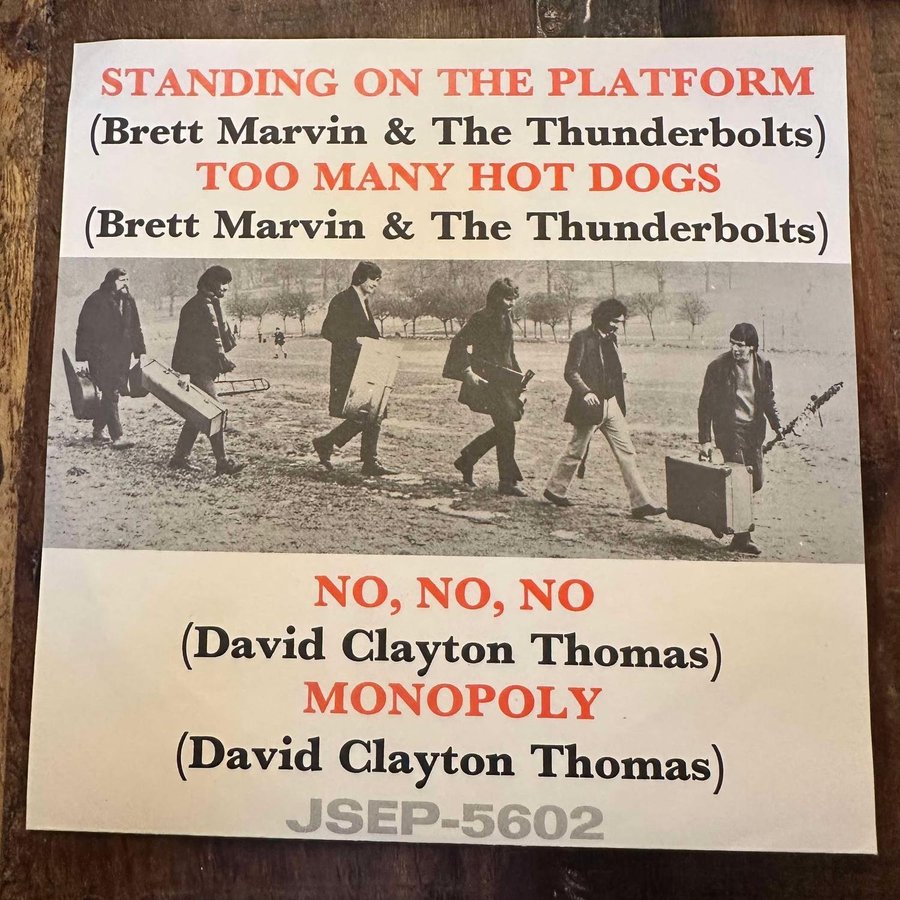 STANDING ON THE PLATFORM
(Brett Marvin & The Thunderbolts)
TOO MANY HOT DOGS
(Brett Marvin & The Thunderbolts)
NO, NO, NO
(David Clayton Thomas)
MONOPOLY
(David Clayton Thomas)
JSEP-5602